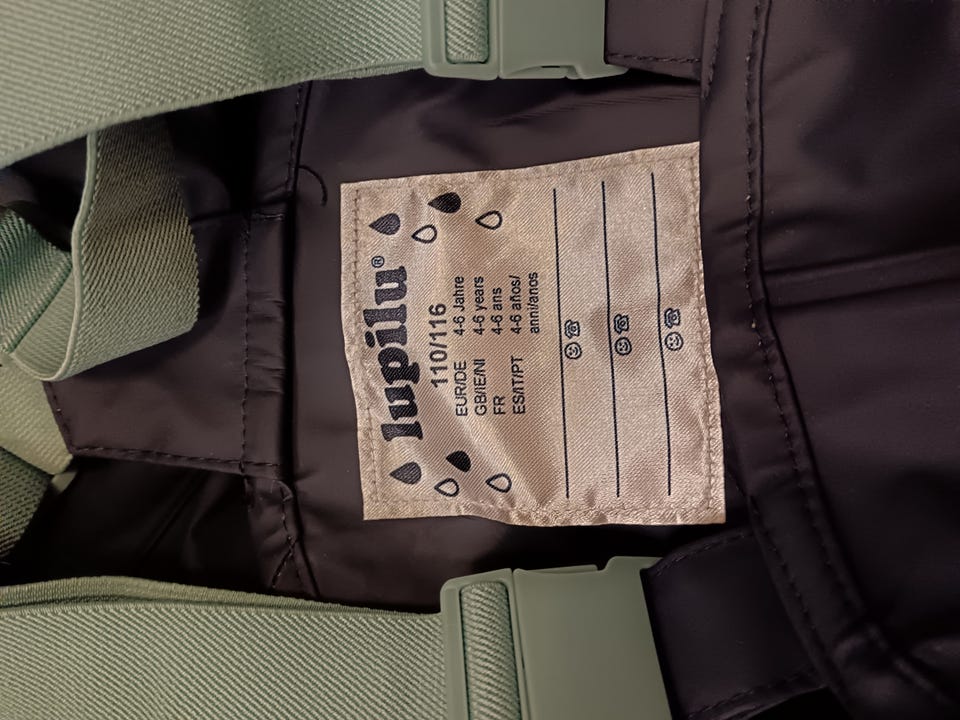 lupilu®
110/116
EUR/DE 4-6 Jahre
GB/IE/NI 4-6 years
FR 4-6 ans
ES/IT/PT 4-6 años/
anni/anos